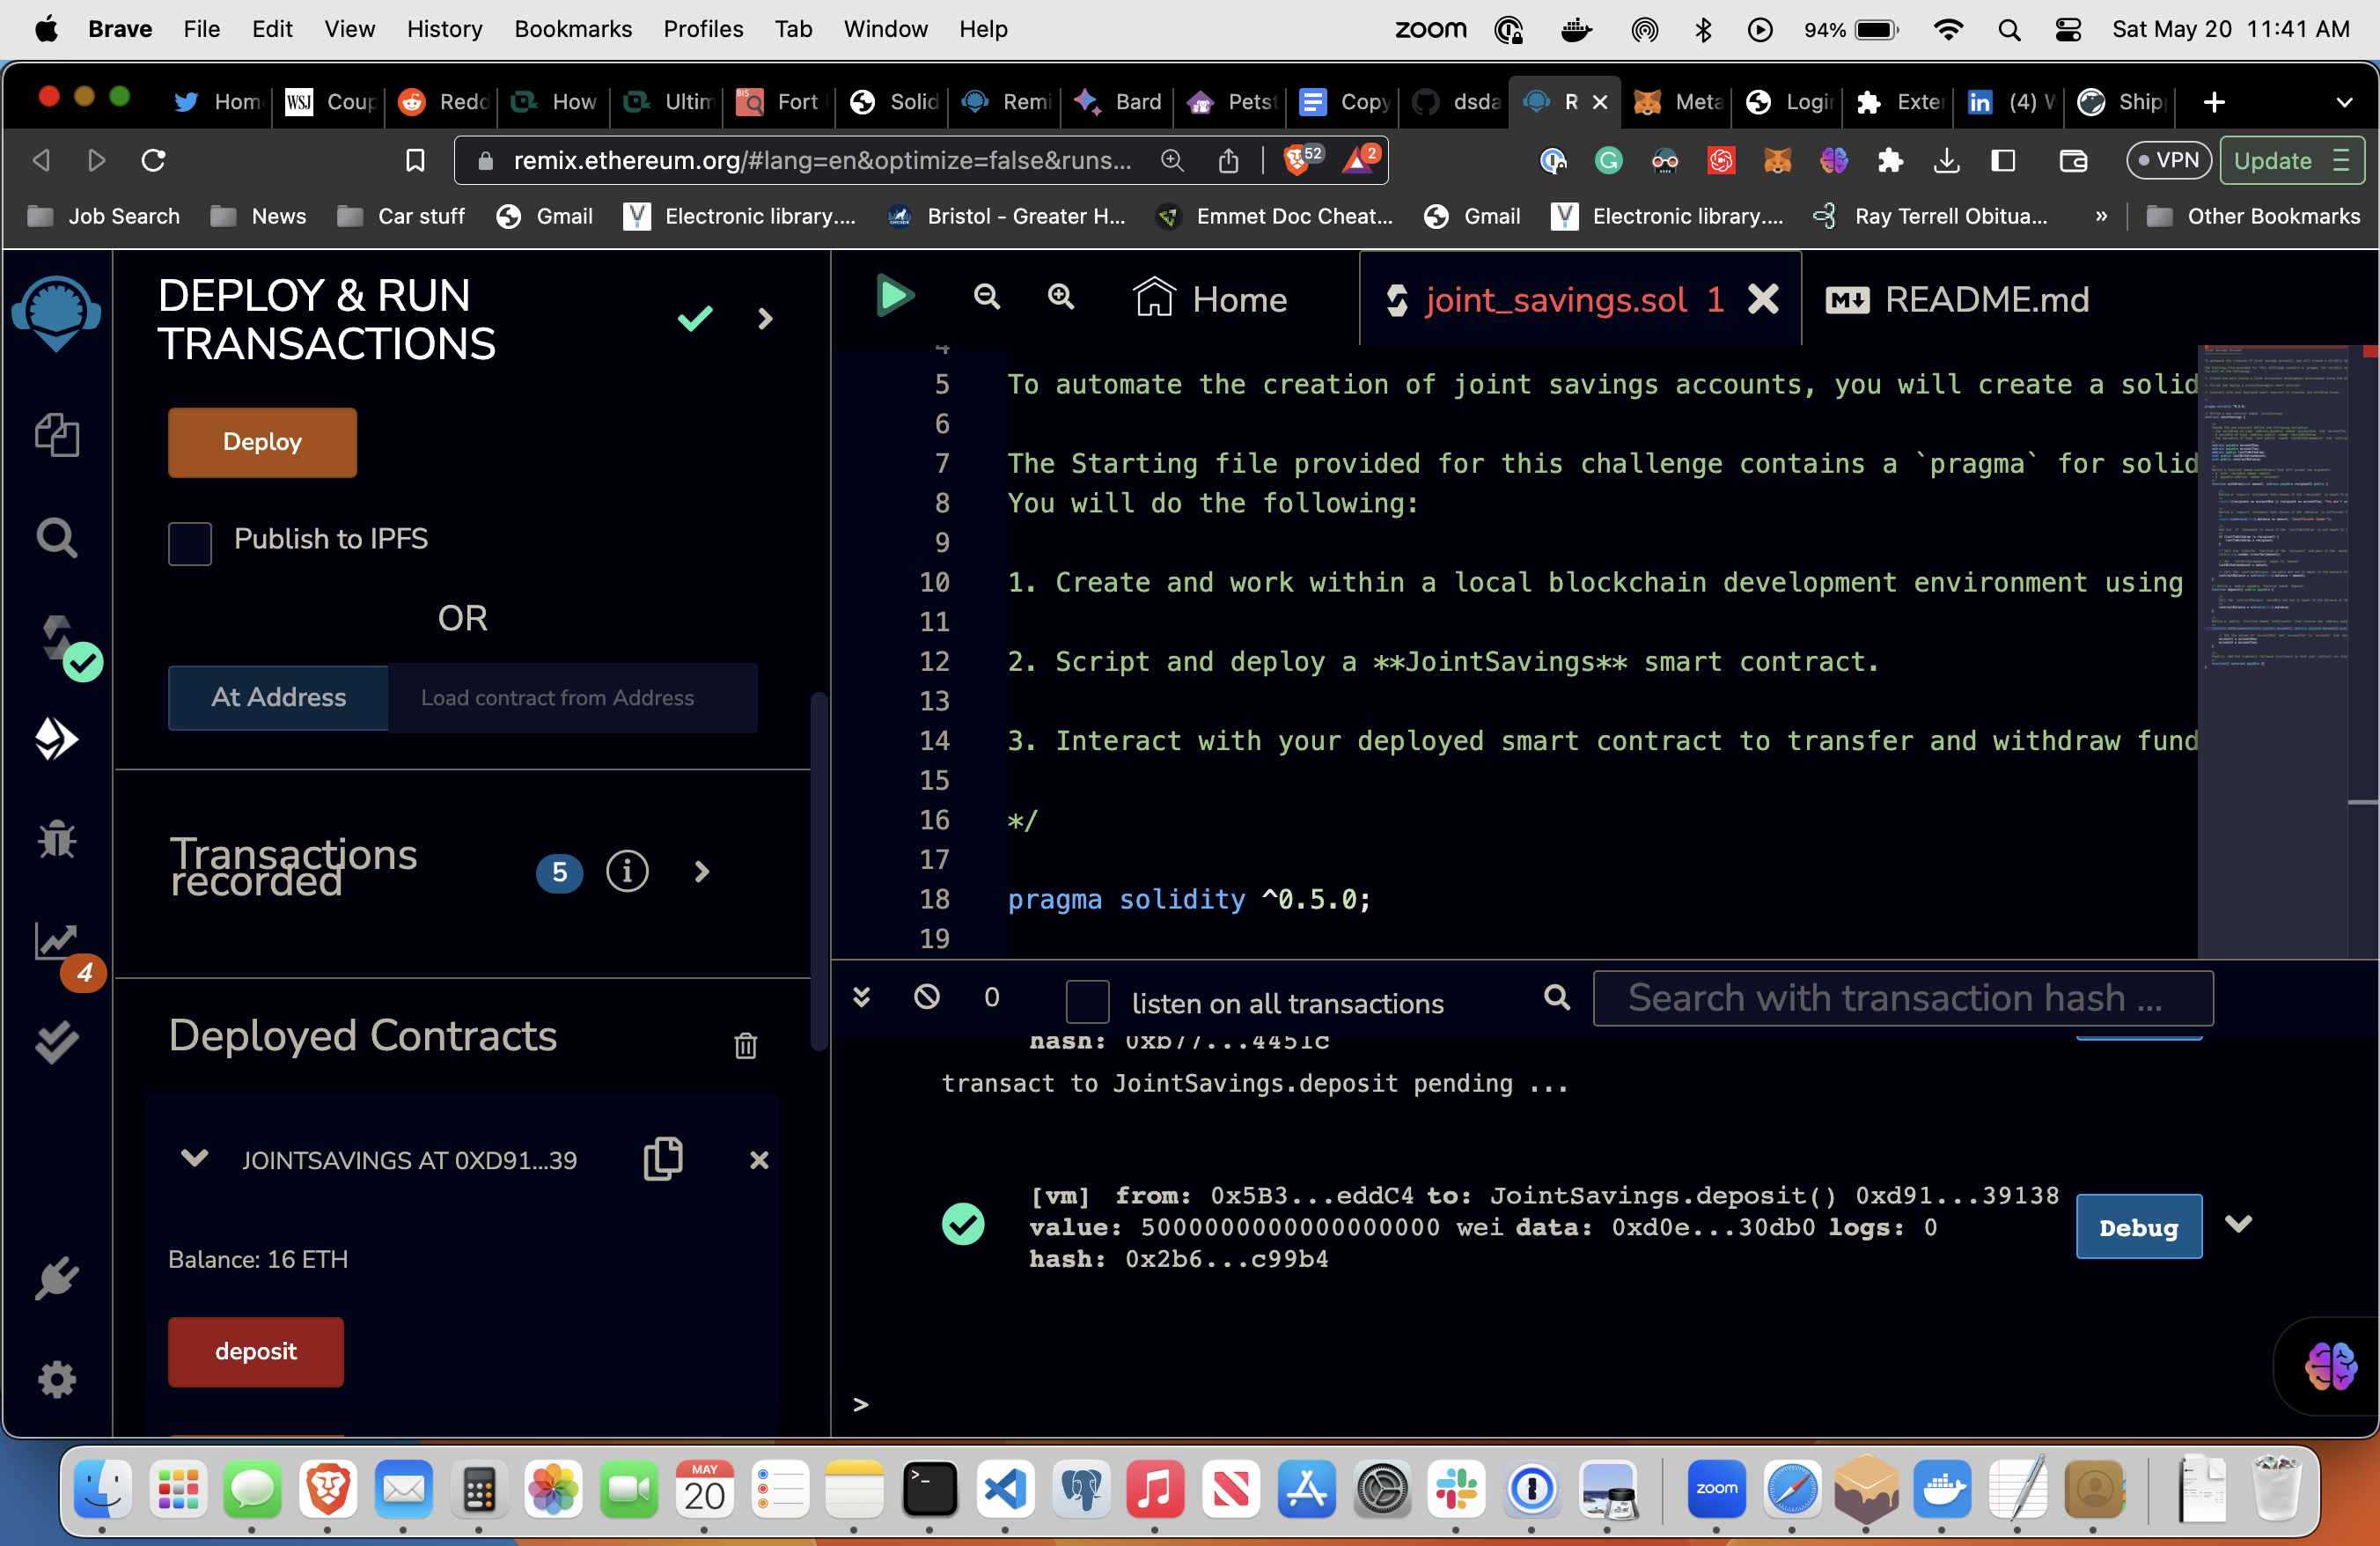 Brave File Edit View History Bookmarks Profiles Tab Window Help zoom 94% Sat May 20 11:41 AM
Hom WSJ Coup Redd How Ultim BIS Fort Solid Remi Bard Petst Copy dsda R Meta Login Exter in (4) W Ship
remix.ethereum.org/#lang=en&optimize=false&runs... 52 2 VPN Update
Job Search News Car stuff Gmail Electronic library.... Bristol - Greater H... Emmet Doc Cheat... Gmail Electronic library.... Ray Terrell Obitua... » Other Bookmarks
DEPLOY & RUN
TRANSACTIONS
Deploy
Publish to IPFS
OR
At Address Load contract from Address
Transactions
recorded 5 i
4
Deployed Contracts
JOINTSAVINGS AT 0XD91...39
Balance: 16 ETH
deposit
Home joint_savings.sol 1 README.md
4
5 To automate the creation of joint savings accounts, you will create a solid
6
7 The Starting file provided for this challenge contains a `pragma` for solid
8 You will do the following:
9
10 1. Create and work within a local blockchain development environment using
11
12 2. Script and deploy a **JointSavings** smart contract.
13
14 3. Interact with your deployed smart contract to transfer and withdraw fund
15
16 */
17
18 pragma solidity ^0.5.0;
19
0 listen on all transactions Search with transaction hash ...
hash: 0xb77...4451c
transact to JointSavings.deposit pending ...
[vm] from: 0x5B3...eddC4 to: JointSavings.deposit() 0xd91...39138
value: 5000000000000000000 wei data: 0xd0e...30db0 logs: 0
hash: 0x2b6...c99b4
Debug
>
MAY
20
zoom